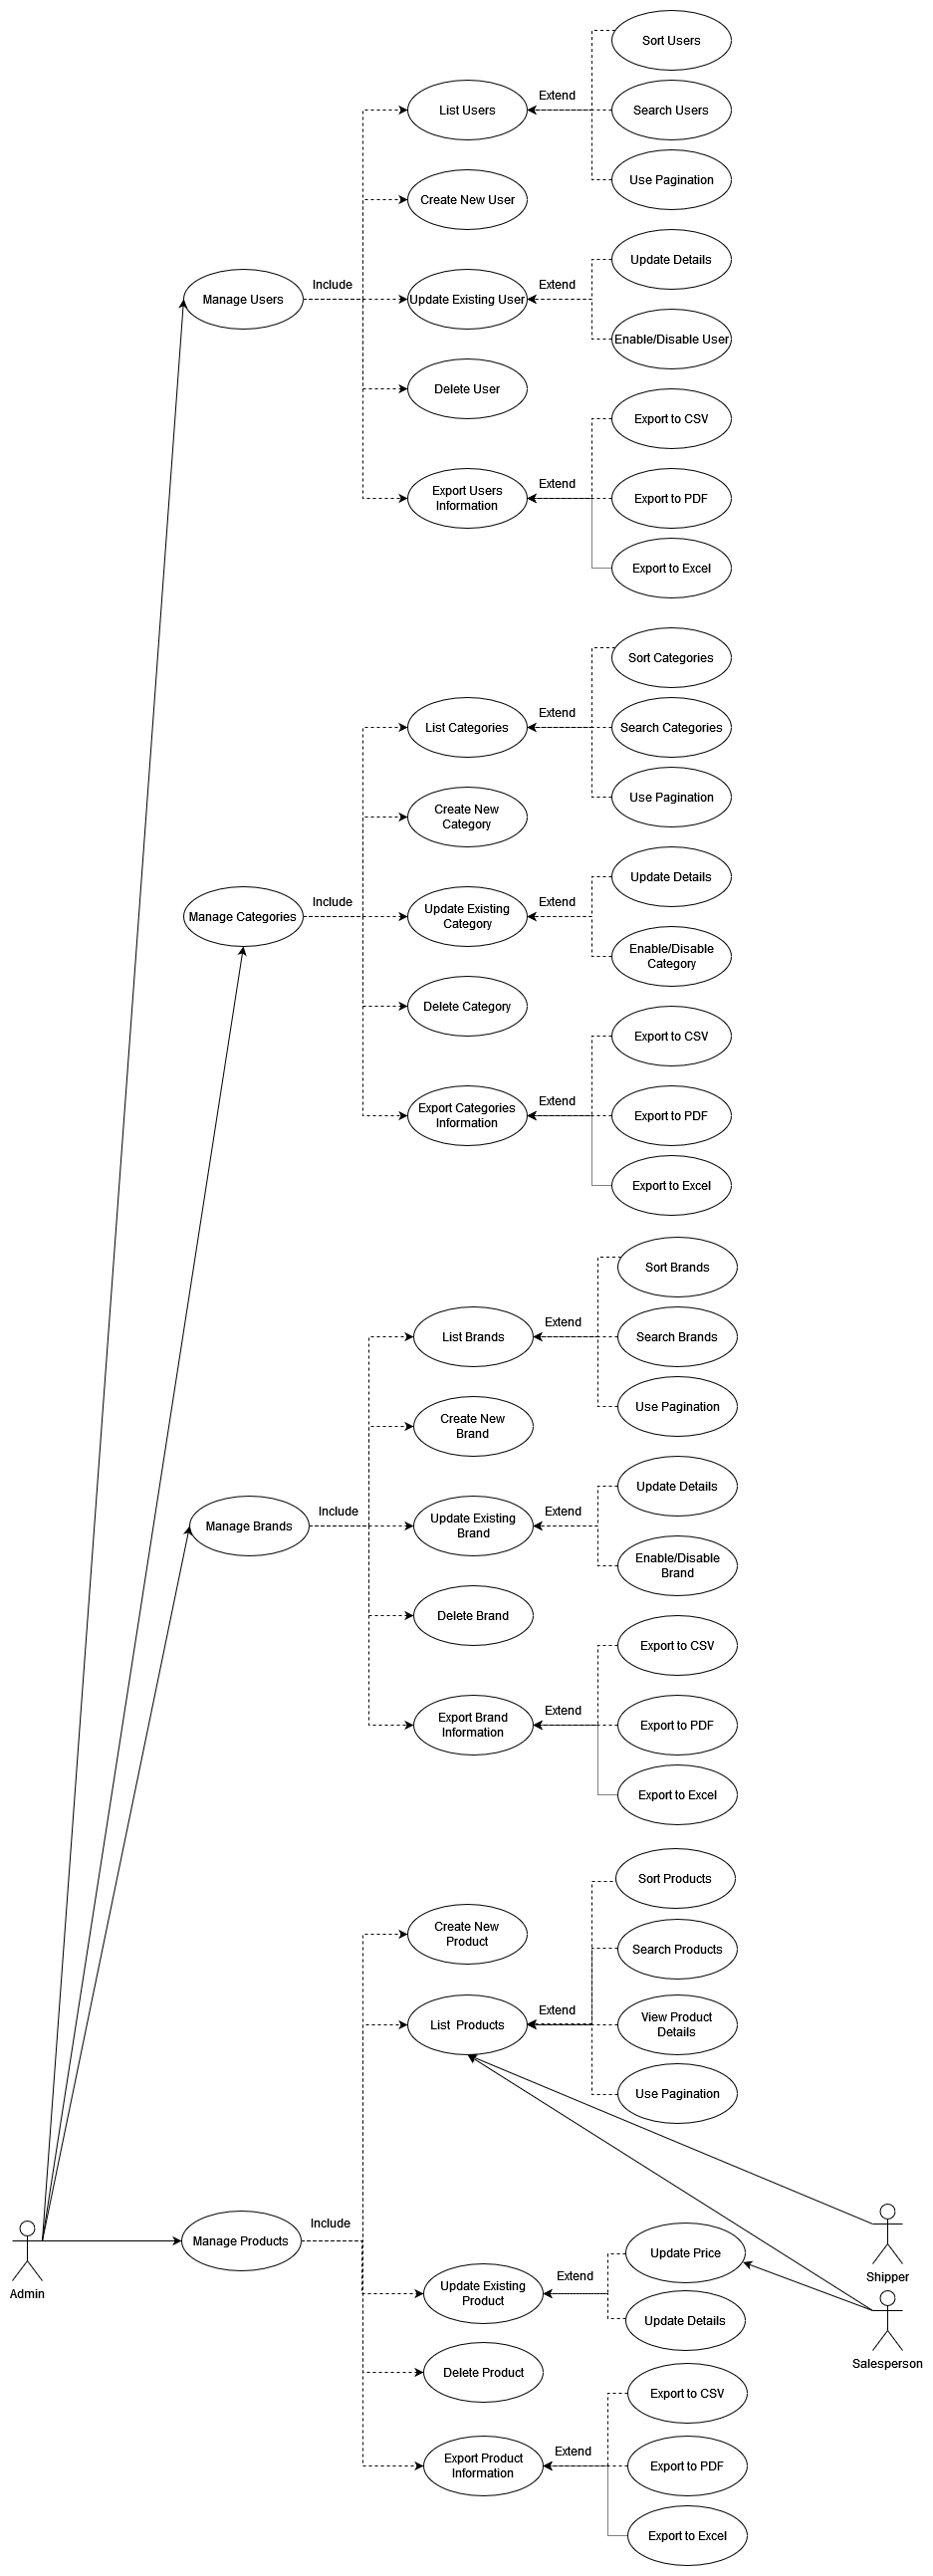 Sort Users
Extend
List Users
Search Users
Use Pagination
Create New User
Update Details
Include
Extend
Manage Users
Update Existing User
Enable/Disable User
Delete User
Export to CSV
Extend
Export Users
Information
Export to PDF
Export to Excel
Sort Categories
Extend
List Categories
Search Categories
Use Pagination
Create New
Category
Update Details
Include
Extend
Manage Categories
Update Existing
Category
Enable/Disable
Category
Delete Category
Export to CSV
Extend
Export Categories
Information
Export to PDF
Export to Excel
Sort Brands
Extend
List Brands
Search Brands
Use Pagination
Create New
Brand
Update Details
Include
Extend
Manage Brands
Update Existing
Brand
Enable/Disable
Brand
Delete Brand
Export to CSV
Extend
Export Brand
Information
Export to PDF
Export to Excel
Sort Products
Create New
Product
Search Products
Extend
List Products
View Product
Details
Use Pagination
Include
Manage Products
Admin
Update Price
Shipper
Extend
Update Existing
Product
Update Details
Salesperson
Delete Product
Export to CSV
Extend
Export Product
Information
Export to PDF
Export to Excel